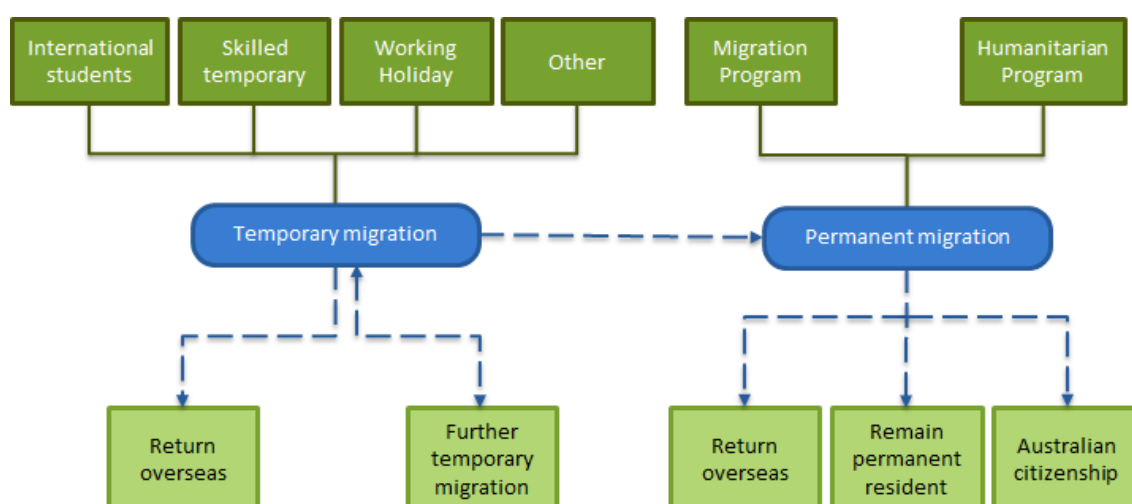 International
students
Skilled
temporary
Working
Holiday
Other
Migration
Program
Humanitarian
Program
Temporary migration
Permanent migration
Return
overseas
Further
temporary
migration
Return
overseas
Remain
permanent
resident
Australian
citizenship